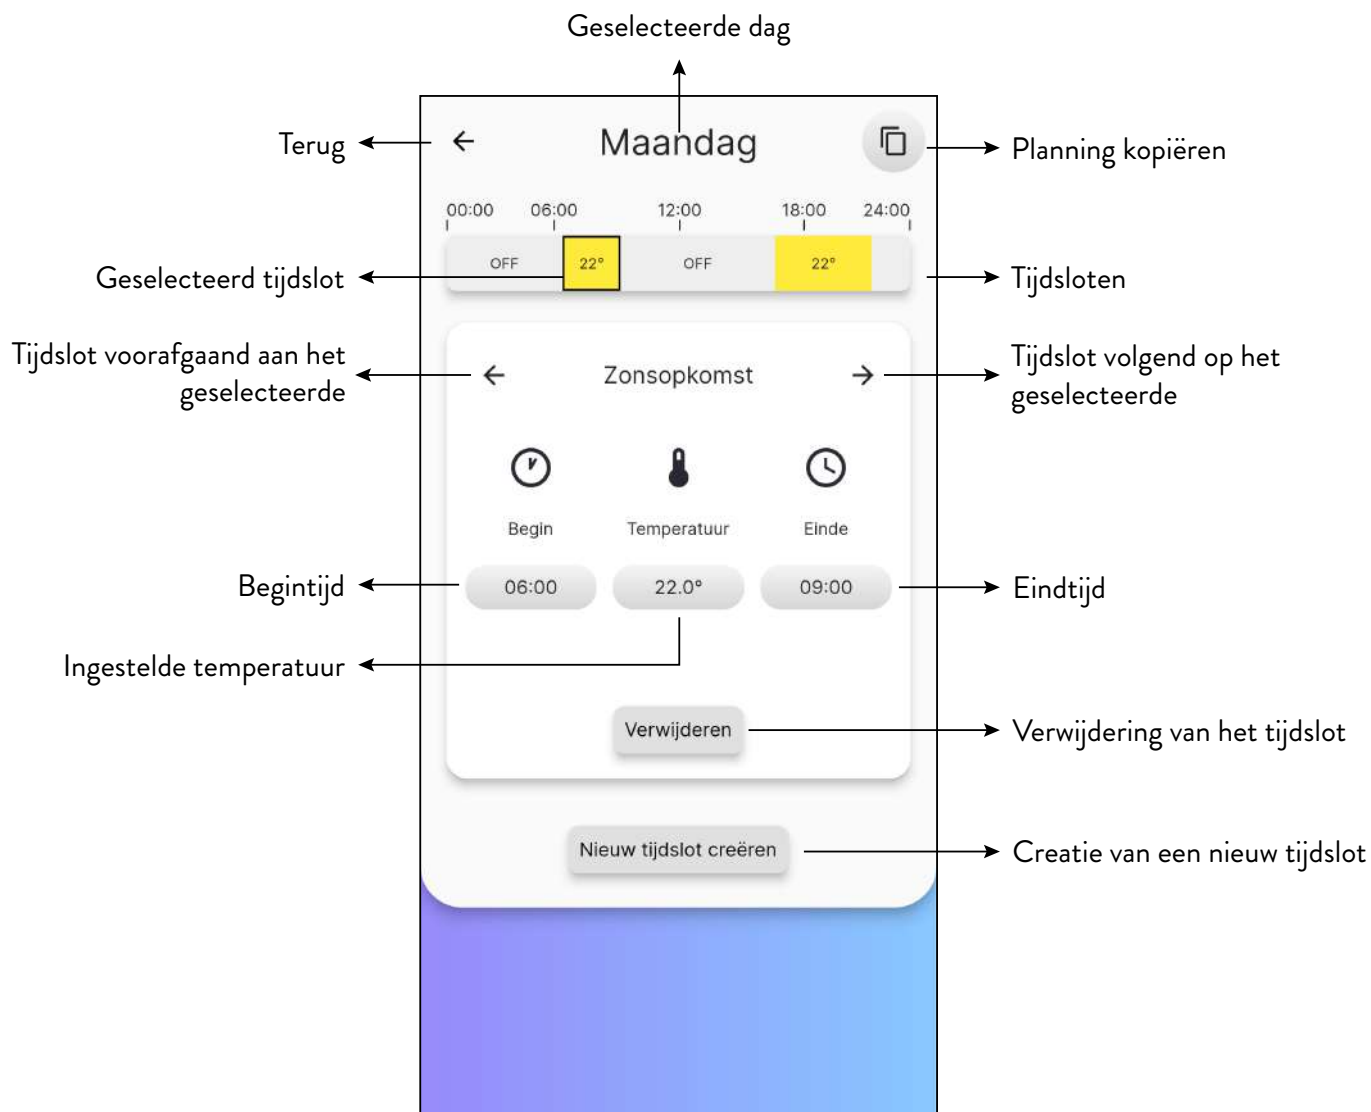 Geselecteerde dag
Terug
Maandag
Planning kopiëren
00:00 06:00 12:00 18:00 24:00
Geselecteerd tijdslot
OFF 22° OFF 22°
Tijdsloten
Tijdslot voorafgaand aan het
geselecteerde
Zonsopkomst
Tijdslot volgend op het
geselecteerde
Begin Temperatuur Einde
Begintijd
06:00 22.0° 09:00
Eindtijd
Ingestelde temperatuur
Verwijderen
Verwijdering van het tijdslot
Nieuw tijdslot creëren
Creatie van een nieuw tijdslot